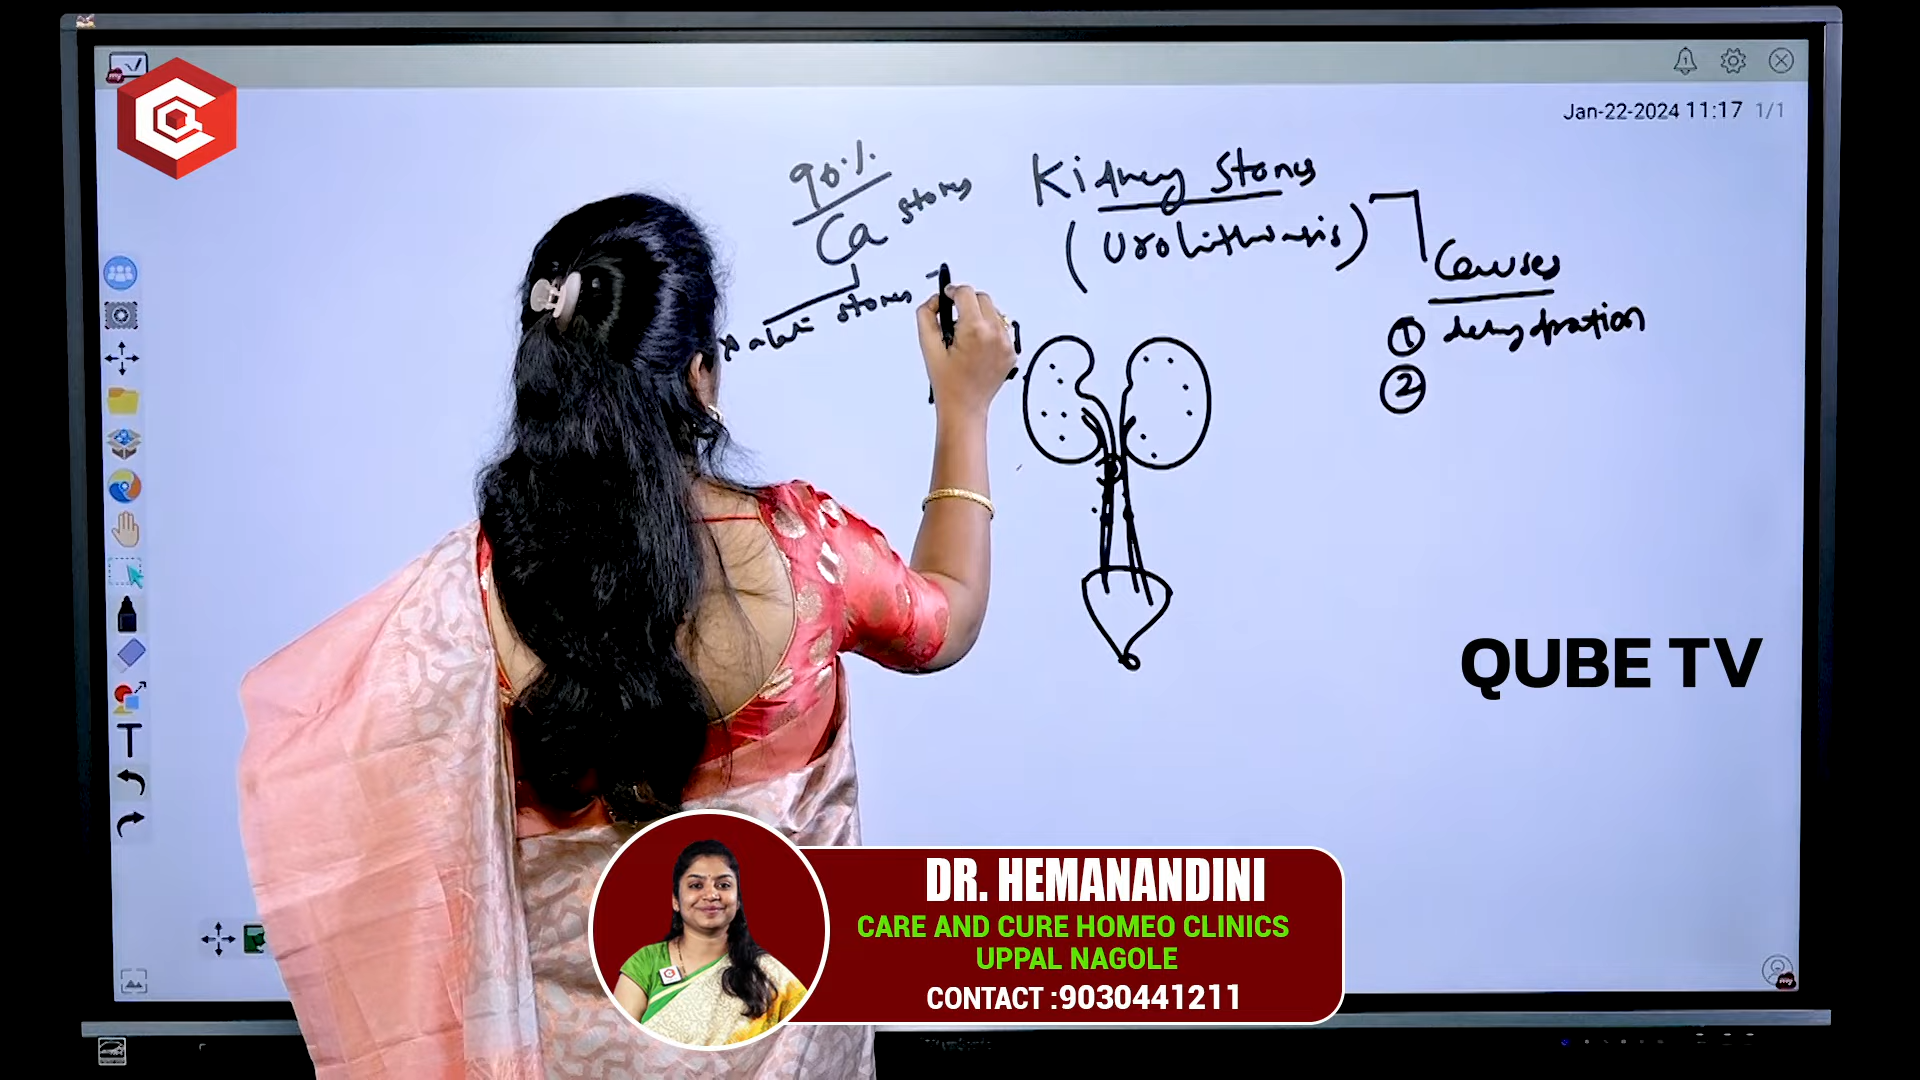 Jan-22-2024 11:17 1/1
90%
Ca stones
stones
Kidney Stones
(Urolithiasis)
Causes
① dehydration
②
QUBE TV
T
DR. HEMANANDINI
CARE AND CURE HOMEO CLINICS
UPPAL NAGOLE
CONTACT :9030441211